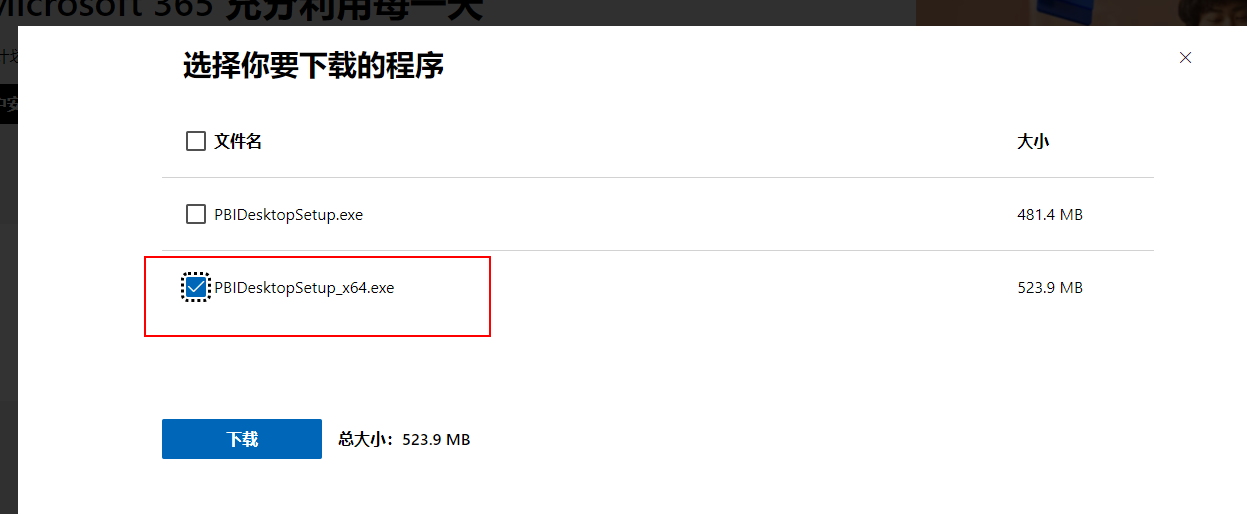 Microsoft 365 充分利用每一天
选择你要下载的程序
文件名 大小
PBIDesktopSetup.exe 481.4 MB
PBIDesktopSetup_x64.exe 523.9 MB
下载 总大小: 523.9 MB